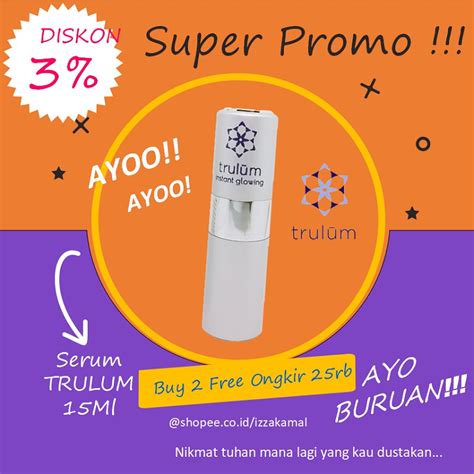 DISKON
3%
Super Promo !!!
AYOO!!
AYOO!
trulūm
instant glowing
trulūm
Serum
TRULUM
15Ml
Buy 2 Free Ongkir 25rb
AYO
BURUAN!!!
@shopee.co.id/izzakamal
Nikmat tuhan mana lagi yang kau dustakan...